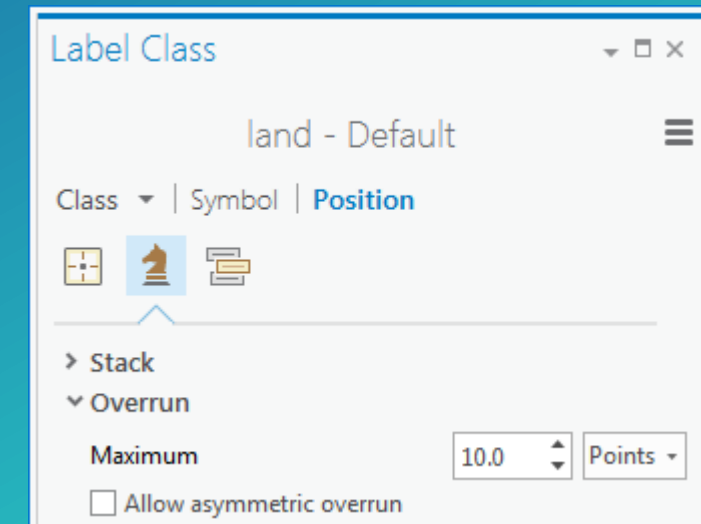 Label Class
land - Default
Class | Symbol | Position
Stack
Overrun
Maximum 10.0 Points
Allow asymmetric overrun